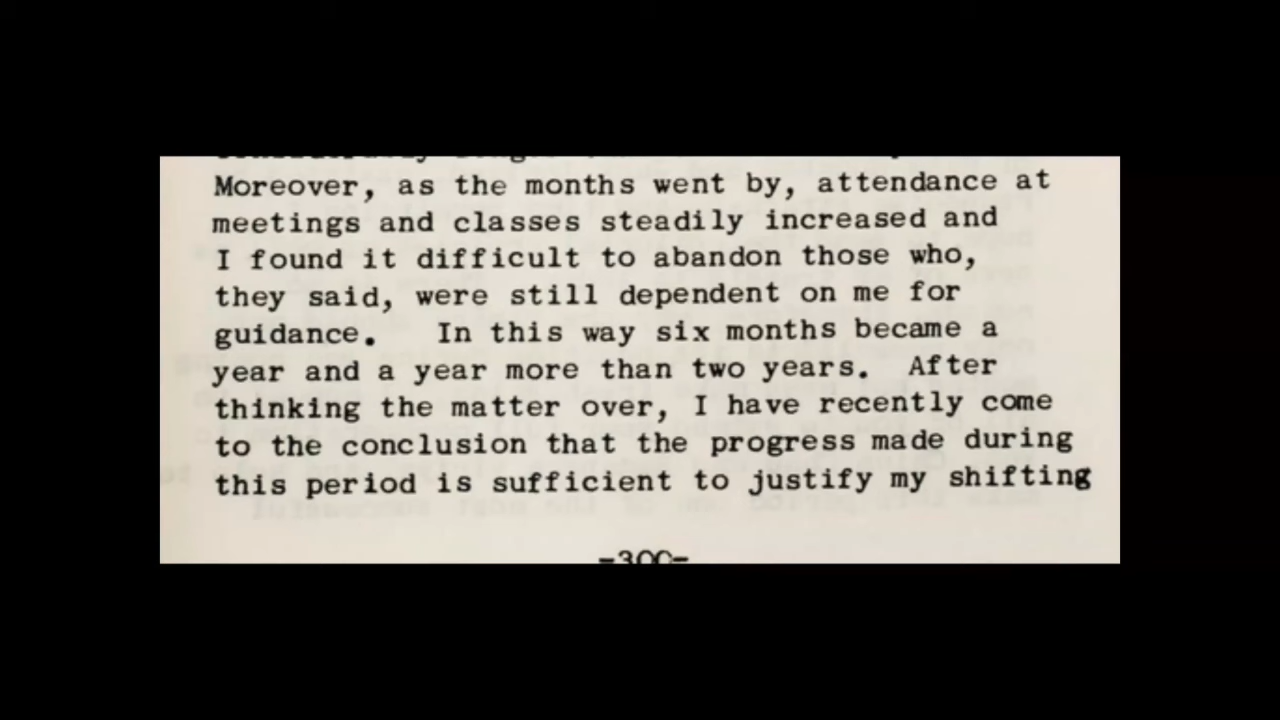 Moreover, as the months went by, attendance at
meetings and classes steadily increased and
I found it difficult to abandon those who,
they said, were still dependent on me for
guidance. In this way six months became a
year and a year more than two years. After
thinking the matter over, I have recently come
to the conclusion that the progress made during
this period is sufficient to justify my shifting